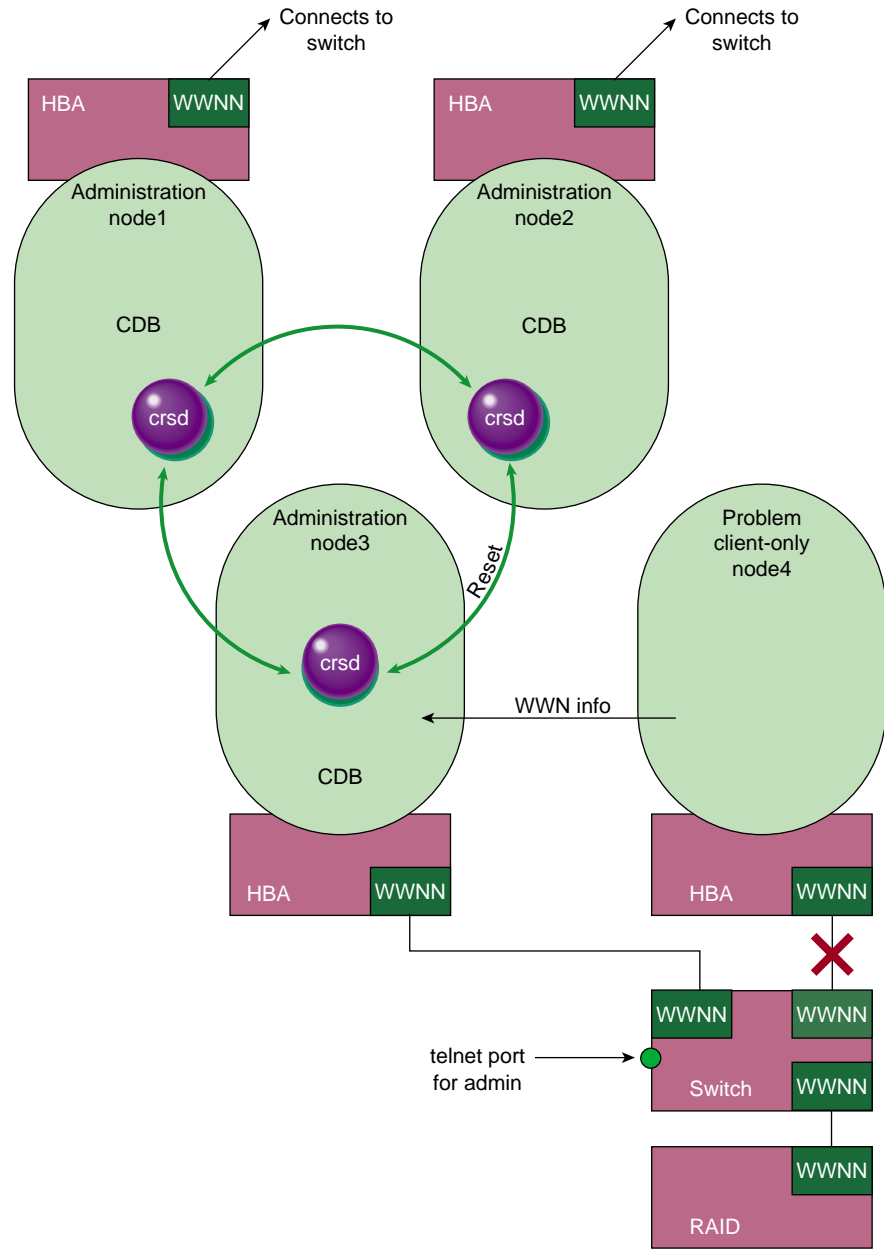 Connects to
switch
Connects to
switch
HBA
WWNN
HBA
WWNN
Administration
node1
Administration
node2
CDB
CDB
crsd
crsd
Administration
node3
Problem
client-only
node4
Reset
crsd
WWN info
CDB
HBA
WWNN
HBA
WWNN
WWNN
WWNN
telnet port
for admin
Switch
WWNN
WWNN
RAID